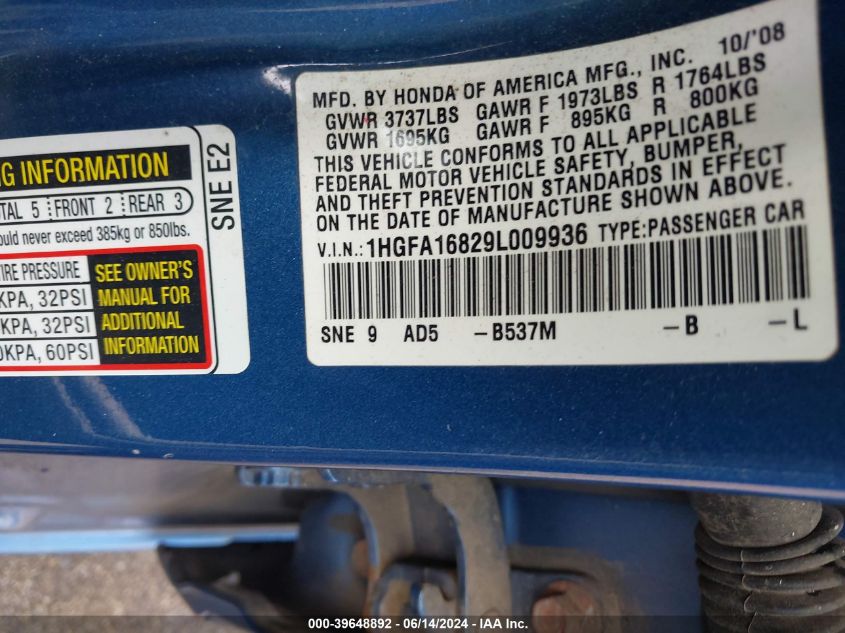 NG INFORMATION
TOTAL 5 FRONT 2 REAR 3
ould never exceed 385kg or 850lbs.
TIRE PRESSURE
KPA, 32PSI
KPA, 32PSI
0KPA, 60PSI
SEE OWNER'S
MANUAL FOR
ADDITIONAL
INFORMATION
SNE E2
MFD. BY HONDA OF AMERICA MFG., INC. 10/'08
GVWR 3737LBS GAWR F 1973LBS R 1764LBS
GVWR 1695KG GAWR F 895KG R 800KG
THIS VEHICLE CONFORMS TO ALL APPLICABLE
FEDERAL MOTOR VEHICLE SAFETY, BUMPER,
AND THEFT PREVENTION STANDARDS IN EFFECT
ON THE DATE OF MANUFACTURE SHOWN ABOVE.
V.I.N.: 1HGFA16829L009936 TYPE:PASSENGER CAR
SNE 9 AD5 -B537M -B -L
000-39648892 - 06/14/2024 - IAA Inc.